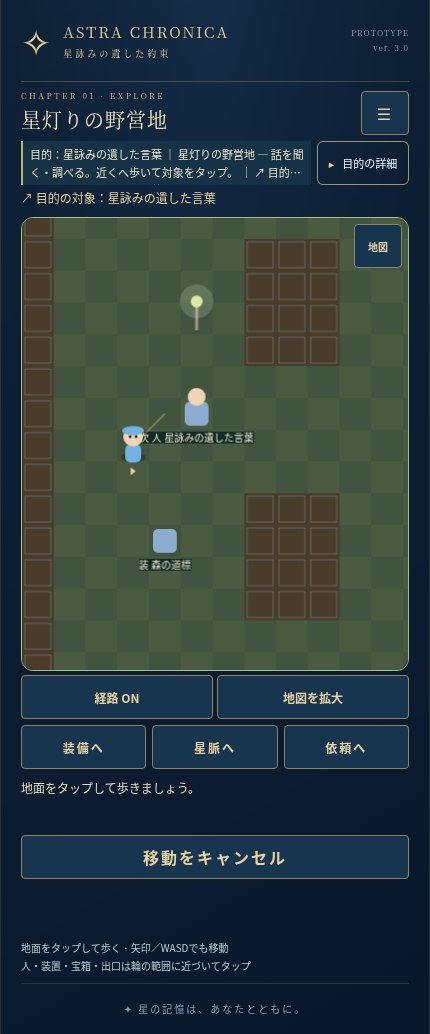 ASTRA CHRONICA
星詠みの遺した約束
PROTOTYPE
ver. 3.0
CHAPTER 01 · EXPLORE
星灯りの野営地
☰
目的：星詠みの遺した言葉 ｜ 星灯りの野営地 — 話を聞
く・調べる。近くへ歩いて対象をタップ。 ｜ ↗ 目的…
▸ 目的の詳細
↗ 目的の対象：星詠みの遺した言葉
地図
次 人 星詠みの遺した言葉
装 森の道標
経路 ON
地図を拡大
装備へ
星脈へ
依頼へ
地面をタップして歩きましょう。
移動をキャンセル
地面をタップして歩く · 矢印／WASDでも移動
人・装置・宝箱・出口は輪の範囲に近づいてタップ
✦ 星の記憶は、あなたとともに。